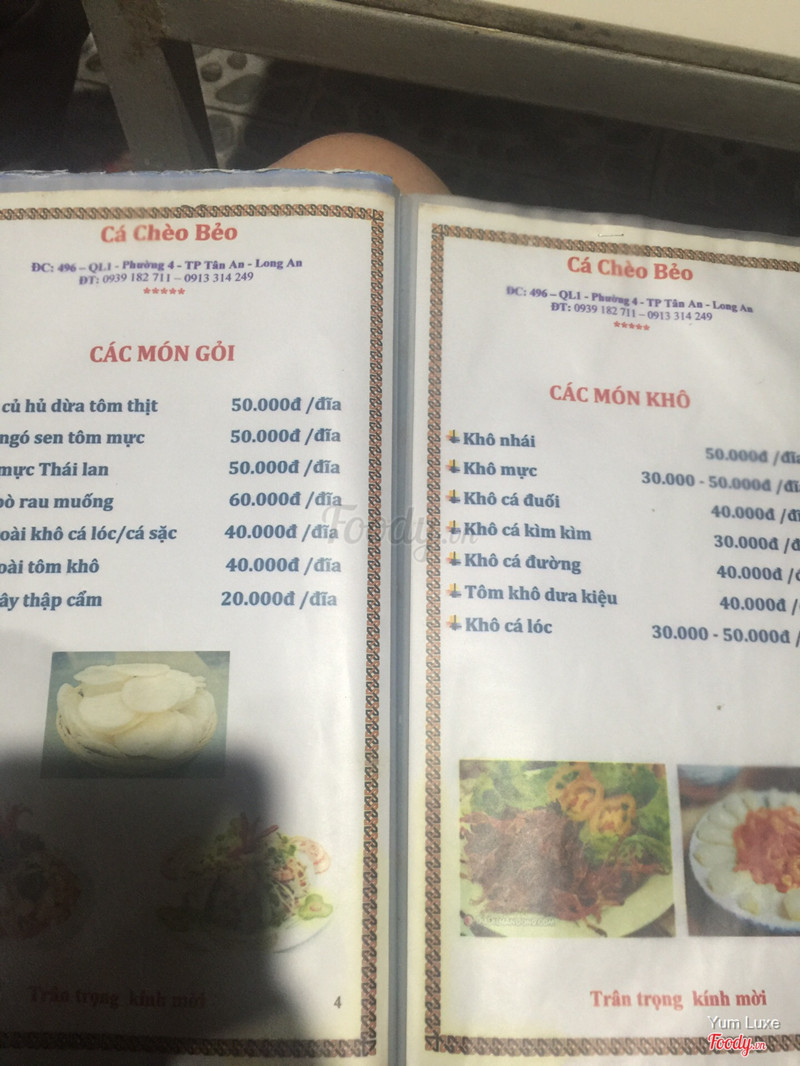 Cá Chèo Bẻo
ĐC: 496 – QL1 - Phường 4 - TP Tân An - Long An
ĐT: 0939 182 711 – 0913 314 249
*****
CÁC MÓN GỎI
củ hủ dừa tôm thịt 50.000đ /đĩa
ngó sen tôm mực 50.000đ /đĩa
mực Thái lan 50.000đ /đĩa
bò rau muống 60.000đ /đĩa
oài khô cá lóc/cá sặc 40.000đ /đĩa
oài tôm khô 40.000đ /đĩa
ây thập cẩm 20.000đ /đĩa
Trân trọng kính mời
4
Cá Chèo Bẻo
ĐC: 496 – QL1 - Phường 4 - TP Tân An - Long An
ĐT: 0939 182 711 – 0913 314 249
*****
CÁC MÓN KHÔ
Khô nhái 50.000đ /đĩa
Khô mực 30.000 - 50.000đ /đĩa
Khô cá đuối 40.000đ /đĩ
Khô cá kìm kìm 30.000đ /đ
Khô cá đường 40.000đ /
Tôm khô dưa kiệu 40.000đ /
Khô cá lóc 30.000 - 50.000đ /
Trân trọng kính mời
Foody.vn
Yum Luxe
Foody.vn